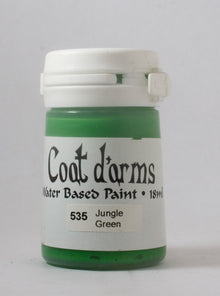 Coat d'arms
Water Based Paint • 18ml
535 Jungle
Green